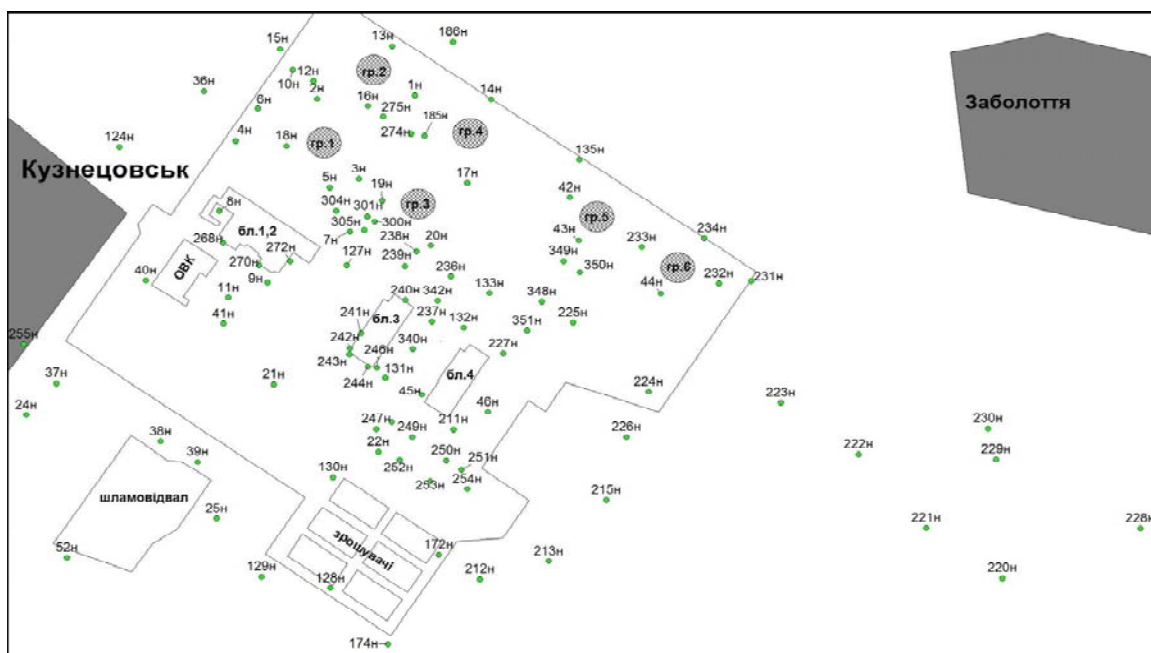 13н
186н
15н
12н
гр.2
10н
36н
2н
1н
14н
6н
16н
275н
Заболоття
185н
4н
274н
гр.4
124н
18н
гр.1
135н
Кузнецовськ
3н
17н
5н
19н
42н
8н
304н
301н
гр.3
гр.5
305н
300н
бл.1,2
7н
43н
234н
268н
238н
20н
233н
272н
349н
270н
127н
239н
350н
гр.6
ОВК
236н
40н
9н
44н
232н
231н
11н
240н
342н
133н
348н
41н
241н
бл.3
237н
132н
351н
225н
255н
242н
246н
340н
243н
227н
244н
131н
бл.4
37н
21н
45н
224н
223н
24н
46н
247н
211н
38н
249н
226н
230н
22н
222н
39н
250н
229н
252н
251н
130н
253н
254н
шламовідвал
215н
25н
221н
228н
зрошувачі
52н
172н
213н
129н
128н
212н
220н
174н